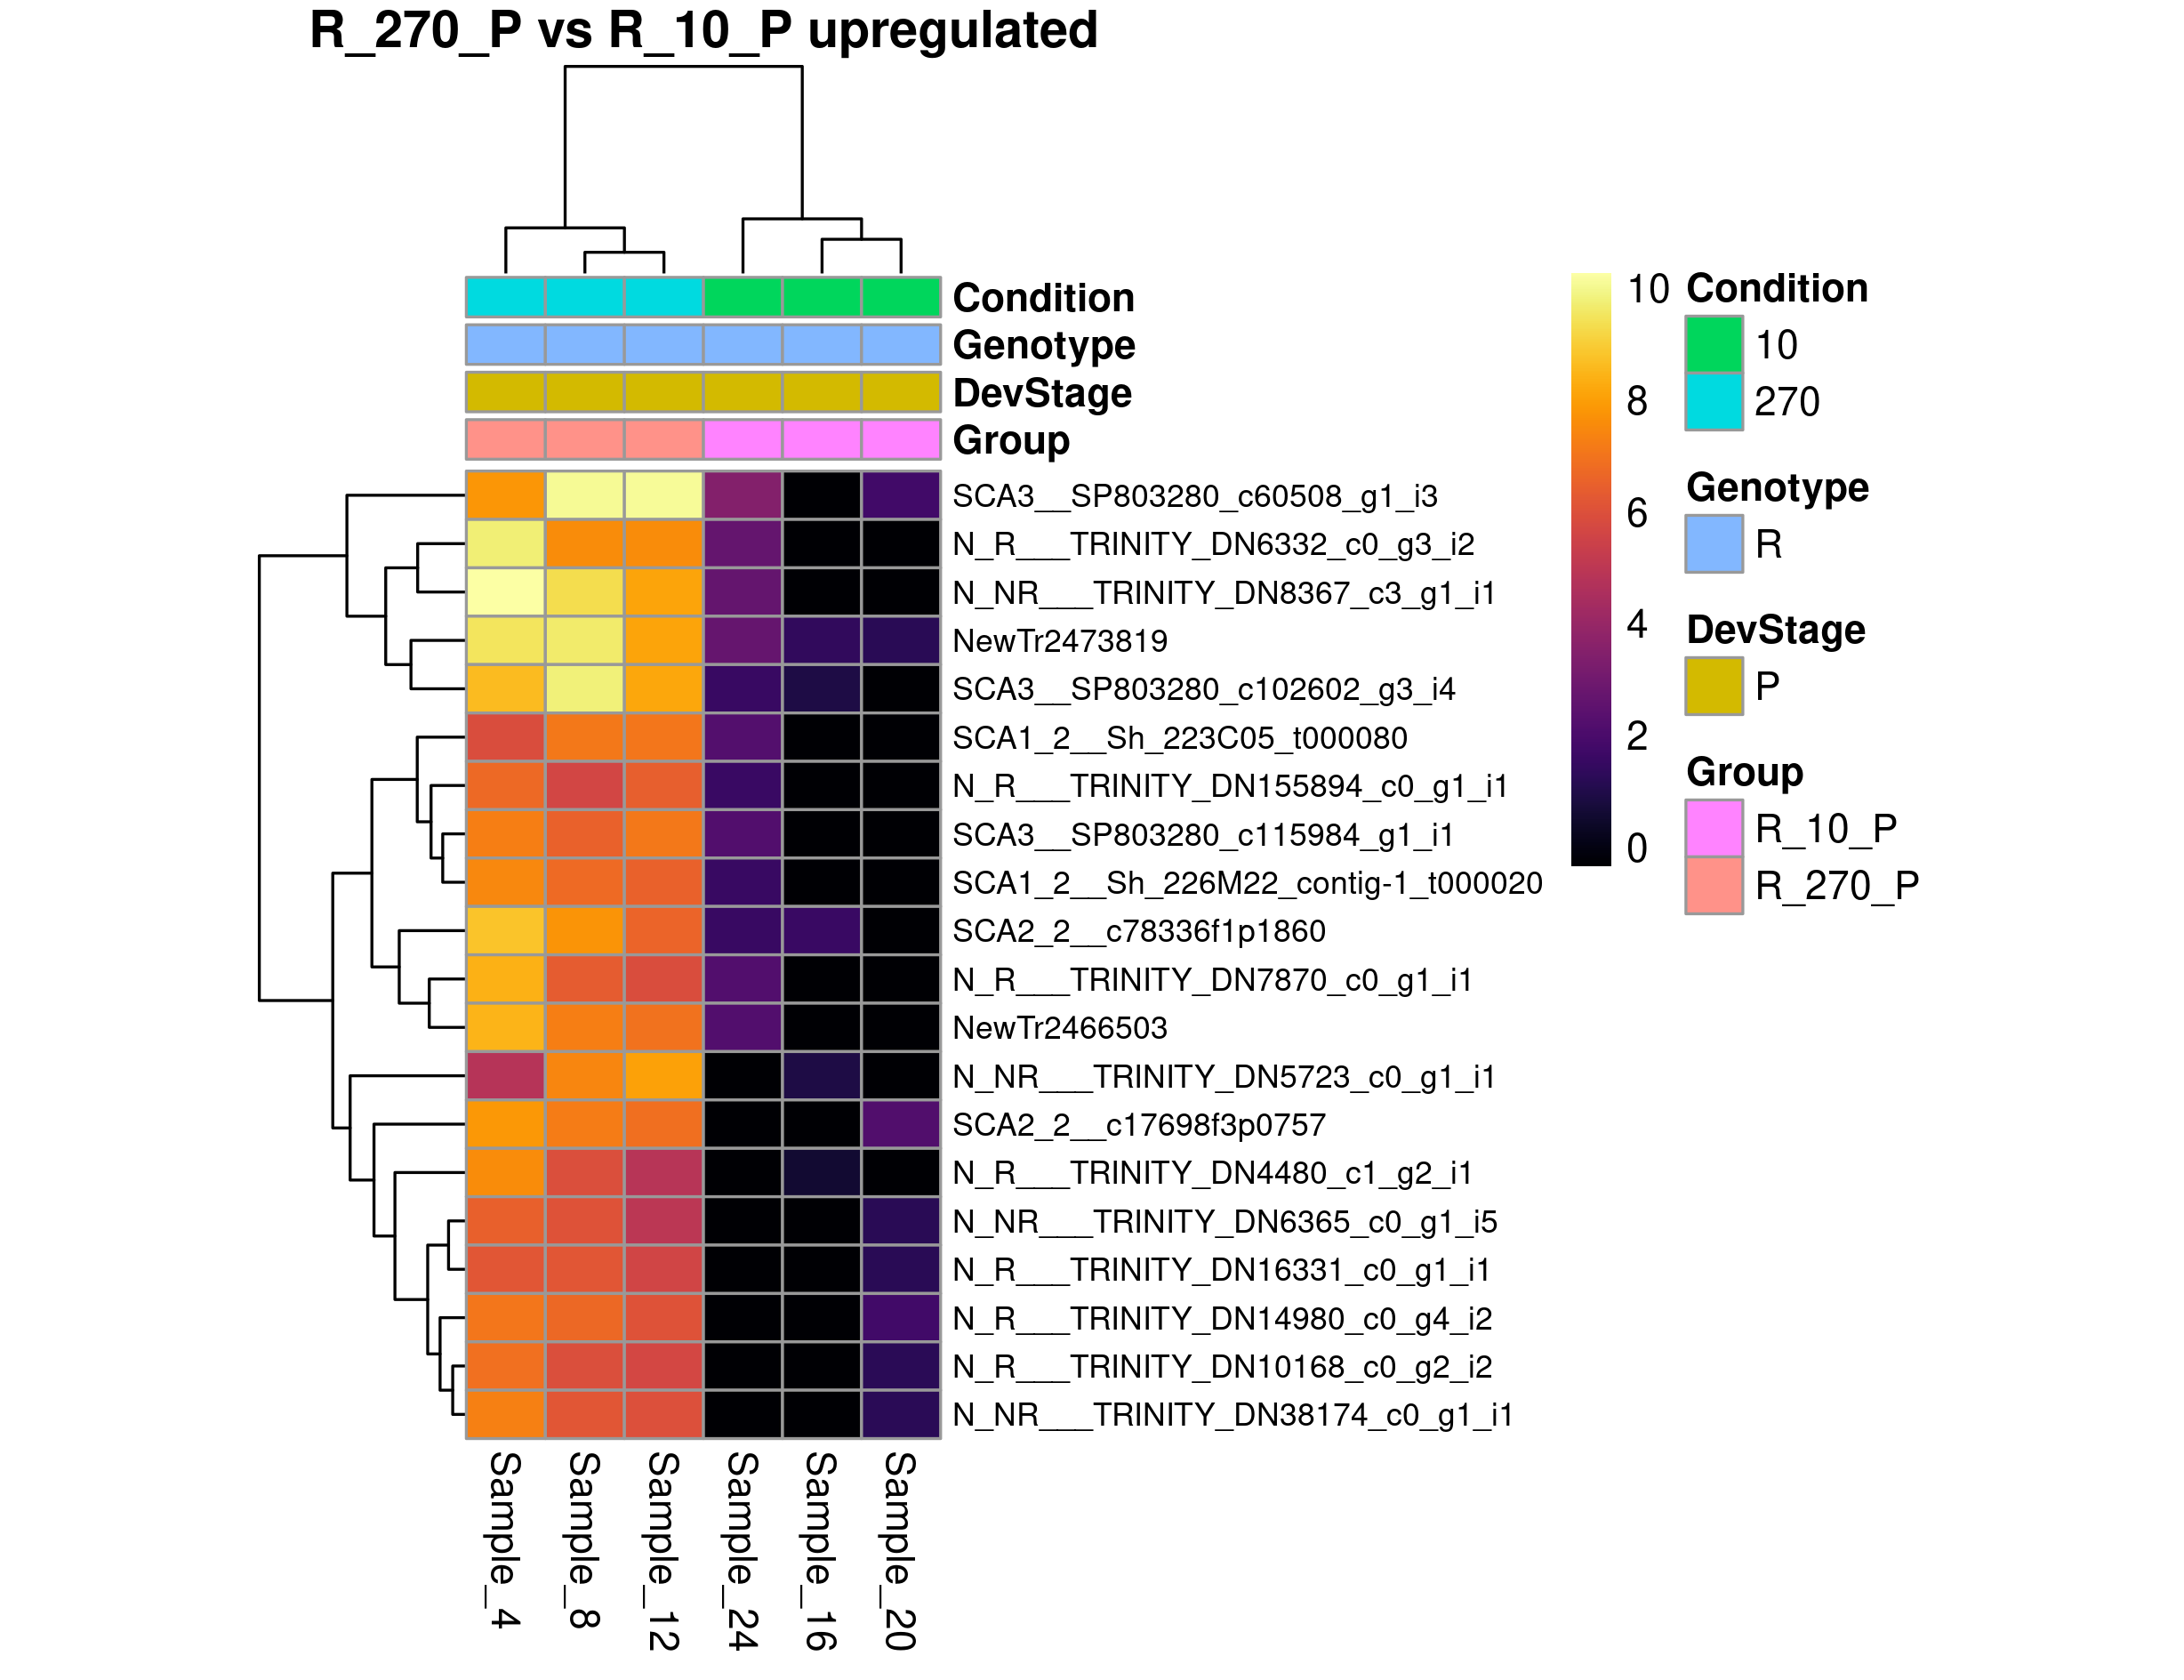 R_270_P vs R_10_P upregulated
Condition
Genotype
DevStage
Group
SCA3__SP803280_c60508_g1_i3
N_R___TRINITY_DN6332_c0_g3_i2
N_NR___TRINITY_DN8367_c3_g1_i1
NewTr2473819
SCA3__SP803280_c102602_g3_i4
SCA1_2__Sh_223C05_t000080
N_R___TRINITY_DN155894_c0_g1_i1
SCA3__SP803280_c115984_g1_i1
SCA1_2__Sh_226M22_contig-1_t000020
SCA2_2__c78336f1p1860
N_R___TRINITY_DN7870_c0_g1_i1
NewTr2466503
N_NR___TRINITY_DN5723_c0_g1_i1
SCA2_2__c17698f3p0757
N_R___TRINITY_DN4480_c1_g2_i1
N_NR___TRINITY_DN6365_c0_g1_i5
N_R___TRINITY_DN16331_c0_g1_i1
N_R___TRINITY_DN14980_c0_g4_i2
N_R___TRINITY_DN10168_c0_g2_i2
N_NR___TRINITY_DN38174_c0_g1_i1
Sample_4
Sample_8
Sample_12
Sample_24
Sample_16
Sample_20
10
8
6
4
2
0
Condition
10
270
Genotype
R
DevStage
P
Group
R_10_P
R_270_P